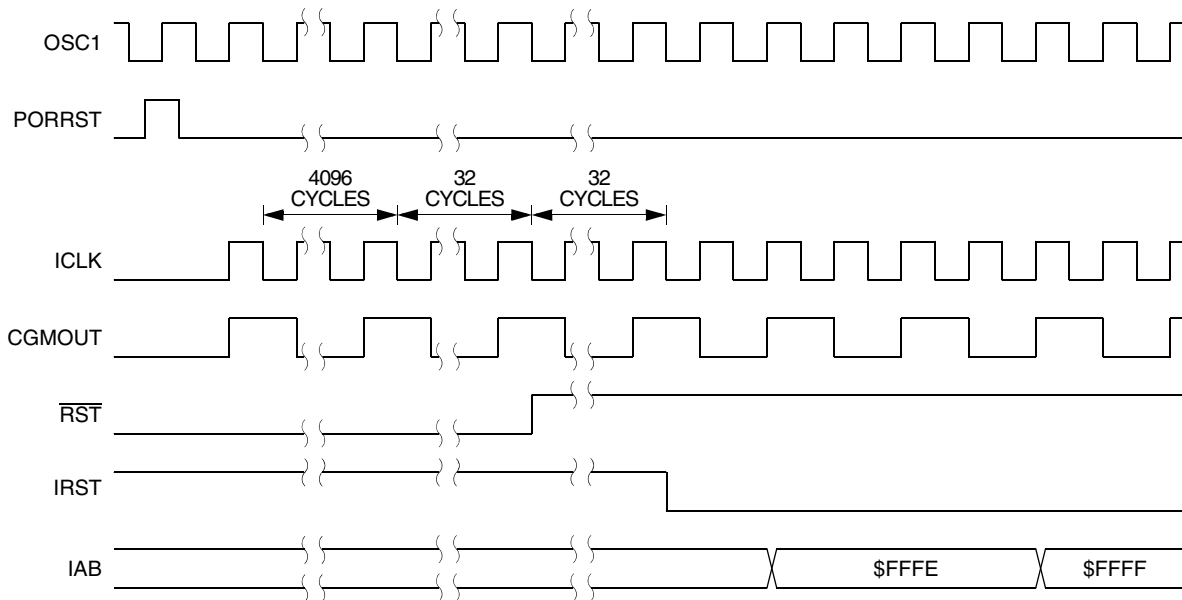 OSC1
PORRST
4096
CYCLES
32
CYCLES
32
CYCLES
ICLK
CGMOUT
RST
IRST
IAB
$FFFE
$FFFF